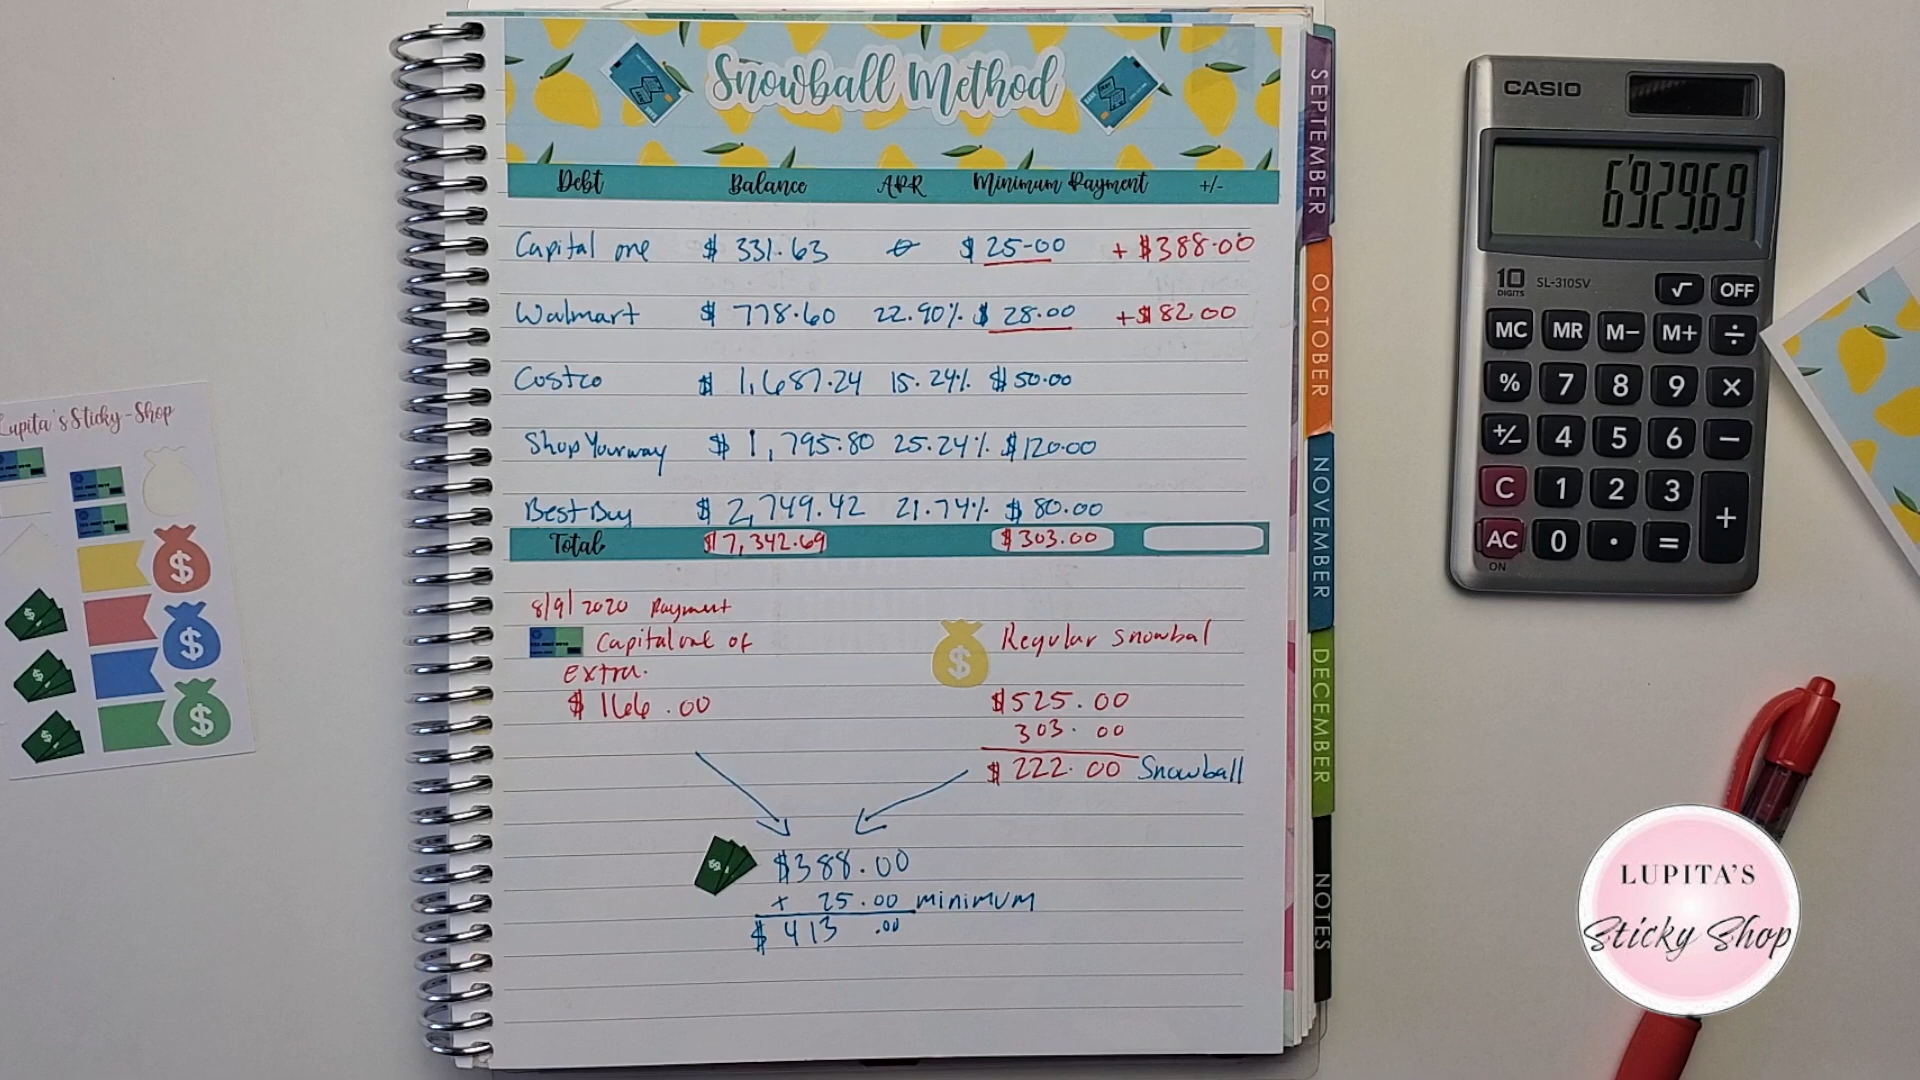 Snowball Method
Debt Balance APR Minimum Payment +/-
Capital one $ 331.63 $ 25-00 + $388.00
Walmart $ 778.60 22.90% $ 28.00 +$82.00
Costco $ 1,687.24 15.24% $50.00
Shop Your way $ 1,795.80 25.24% $120.00
Best Buy $ 2,749.42 21.74% $ 80.00
Total $7,342.69 $303.00
8/9/2020 Payment
Capital one of
extra.
$ 166.00
Regular snowbal
$525.00
303.00
$ 222.00 Snowball
$388.00
+ 25.00 minimum
$ 413.00
SEPTEMBER
OCTOBER
NOVEMBER
DECEMBER
NOTES
Lupita's Sticky-Shop
CASIO
6'929.69
10 DIGITS SL-310SV √ OFF
MC MR M− M+ ÷
% 7 8 9 ×
+/− 4 5 6 −
C 1 2 3 +
AC 0 · =
ON
LUPITA'S
Sticky Shop